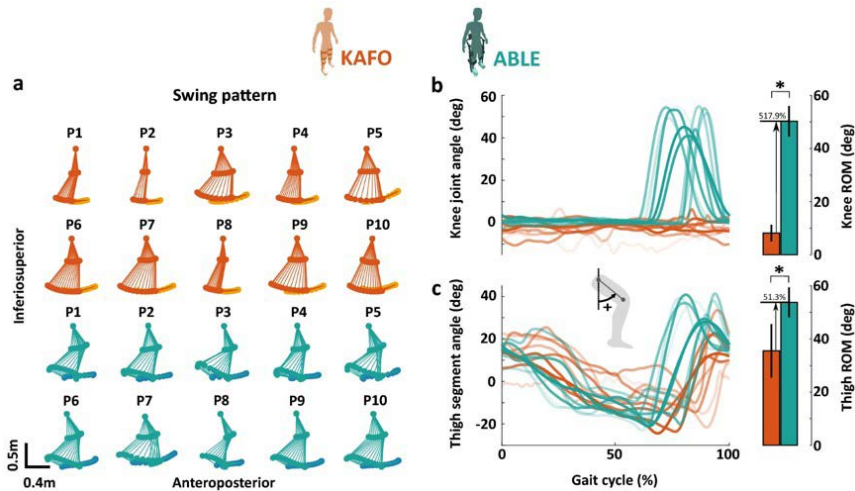 KAFO
ABLE
a
Swing pattern
P1 P2 P3 P4 P5
P6 P7 P8 P9 P10
P1 P2 P3 P4 P5
P6 P7 P8 P9 P10
Inferiosuperior
0.5m
0.4m
Anteroposterior
b
Knee joint angle (deg)
60
40
20
0
*
517.9%
60
40
20
0
Knee ROM (deg)
c
Thigh segment angle (deg)
40
20
0
-20
+
0 50 100
Gait cycle (%)
*
51.3%
60
40
20
0
Thigh ROM (deg)